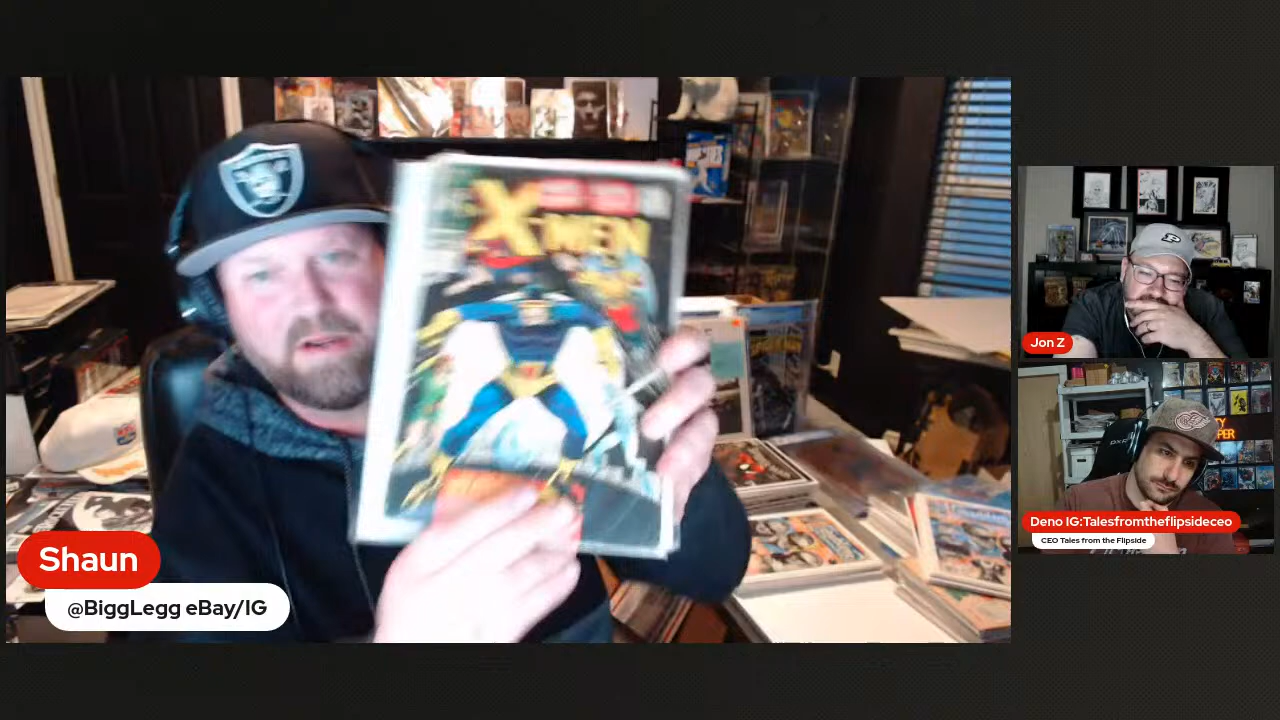 X-MEN
Shaun
@BiggLegg eBay/IG
Jon Z
Deno IG:Talesfromtheflipsideceo
CEO Tales from the Flipside